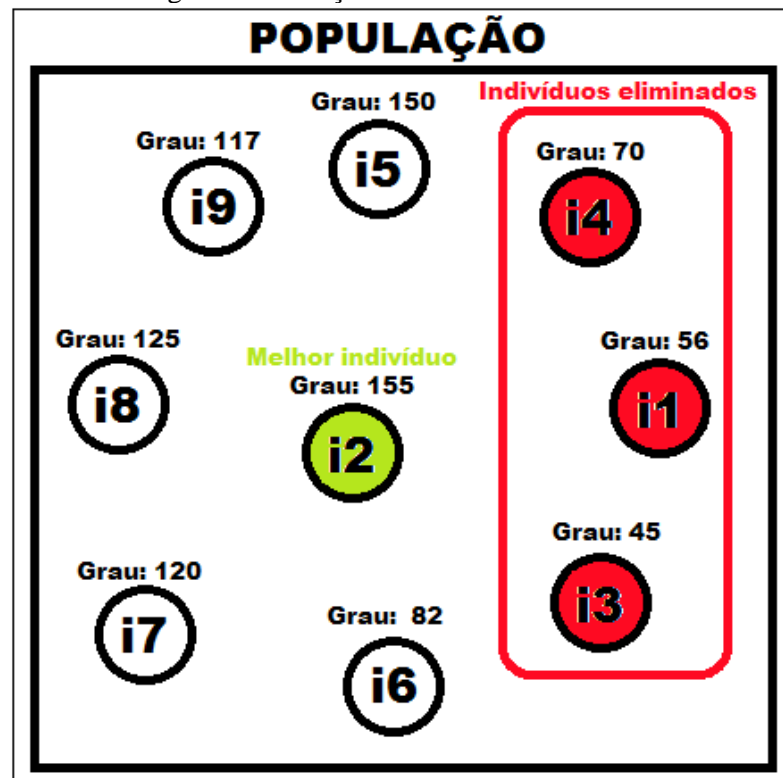 POPULAÇÃO
Indivíduos eliminados
Grau: 150
i5
Grau: 117
i9
Grau: 70
i4
Grau: 125
i8
Melhor indivíduo
Grau: 155
i2
Grau: 56
i1
Grau: 45
i3
Grau: 120
i7
Grau: 82
i6